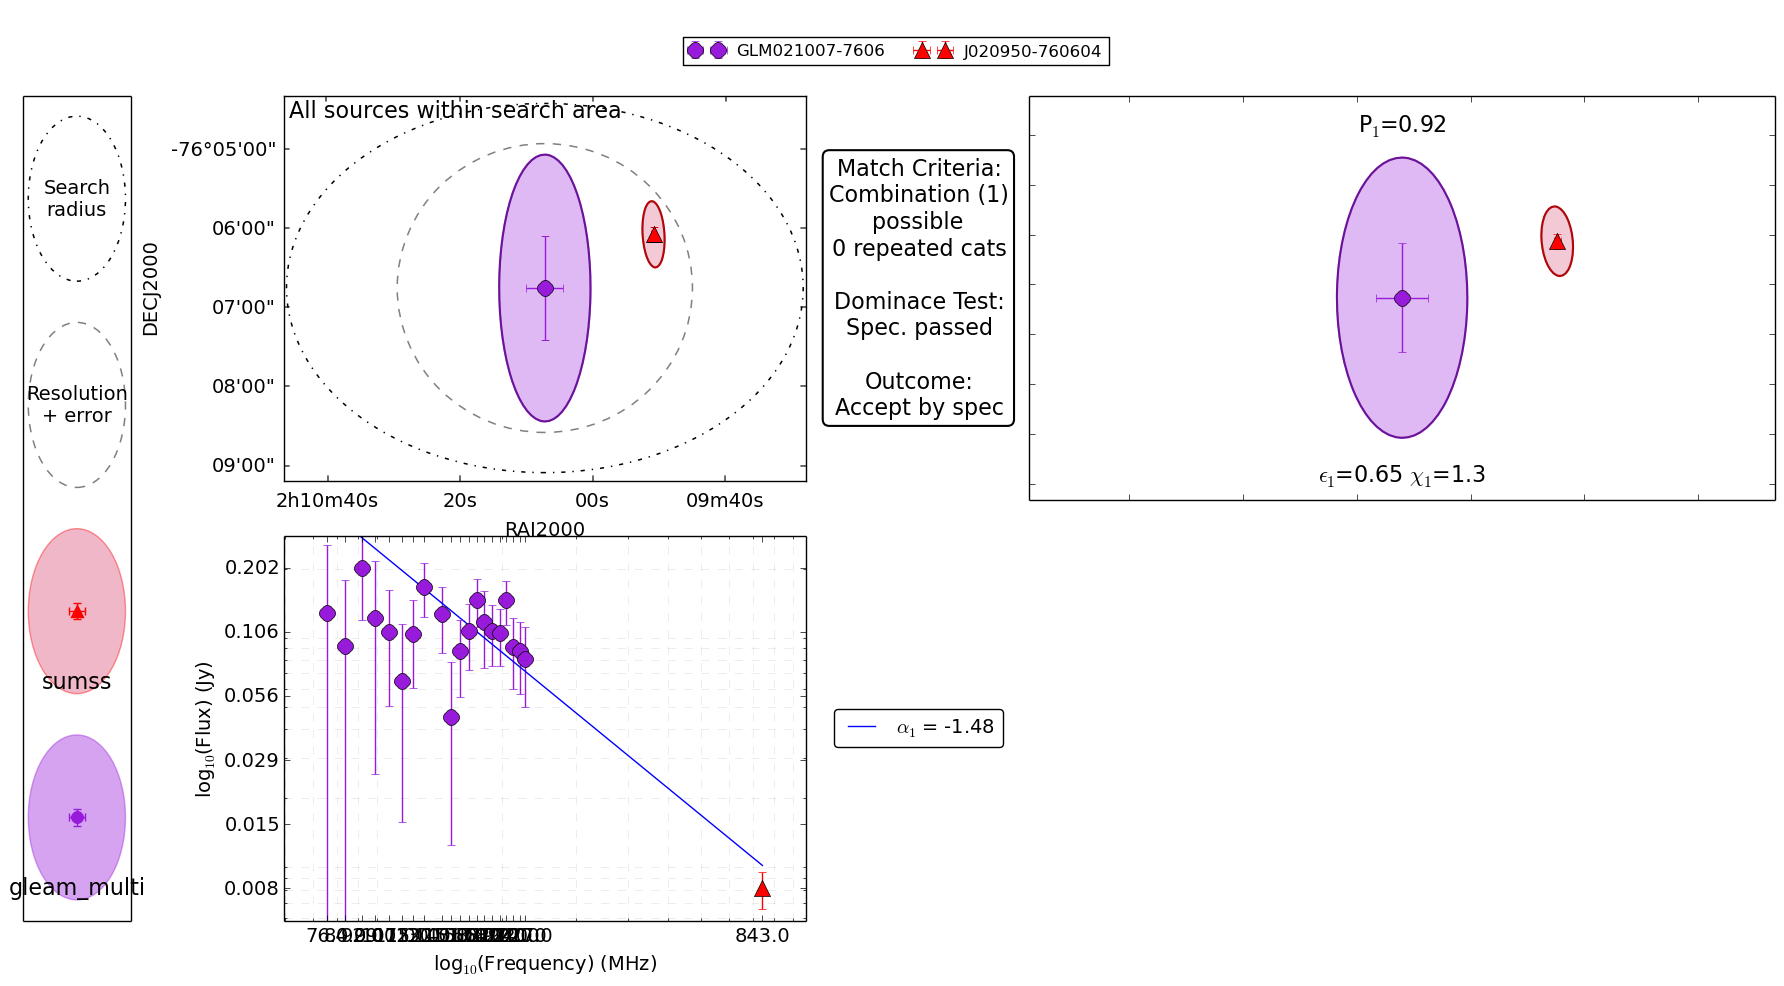 GLM021007-7606
J020950-760604
Search
radius
Resolution
+ error
sumss
gleam_multi
All sources within search area
DECJ2000
-76°05'00"
06'00"
07'00"
08'00"
09'00"
2h10m40s
20s
00s
09m40s
RAJ2000
Match Criteria:
Combination (1)
possible
0 repeated cats
Dominace Test:
Spec. passed
Outcome:
Accept by spec
P1=0.92
ϵ1=0.65 χ1=1.3
log10(Flux) (Jy)
0.202
0.106
0.056
0.029
0.015
0.008
843.0
log10(Frequency) (MHz)
α1 = -1.48